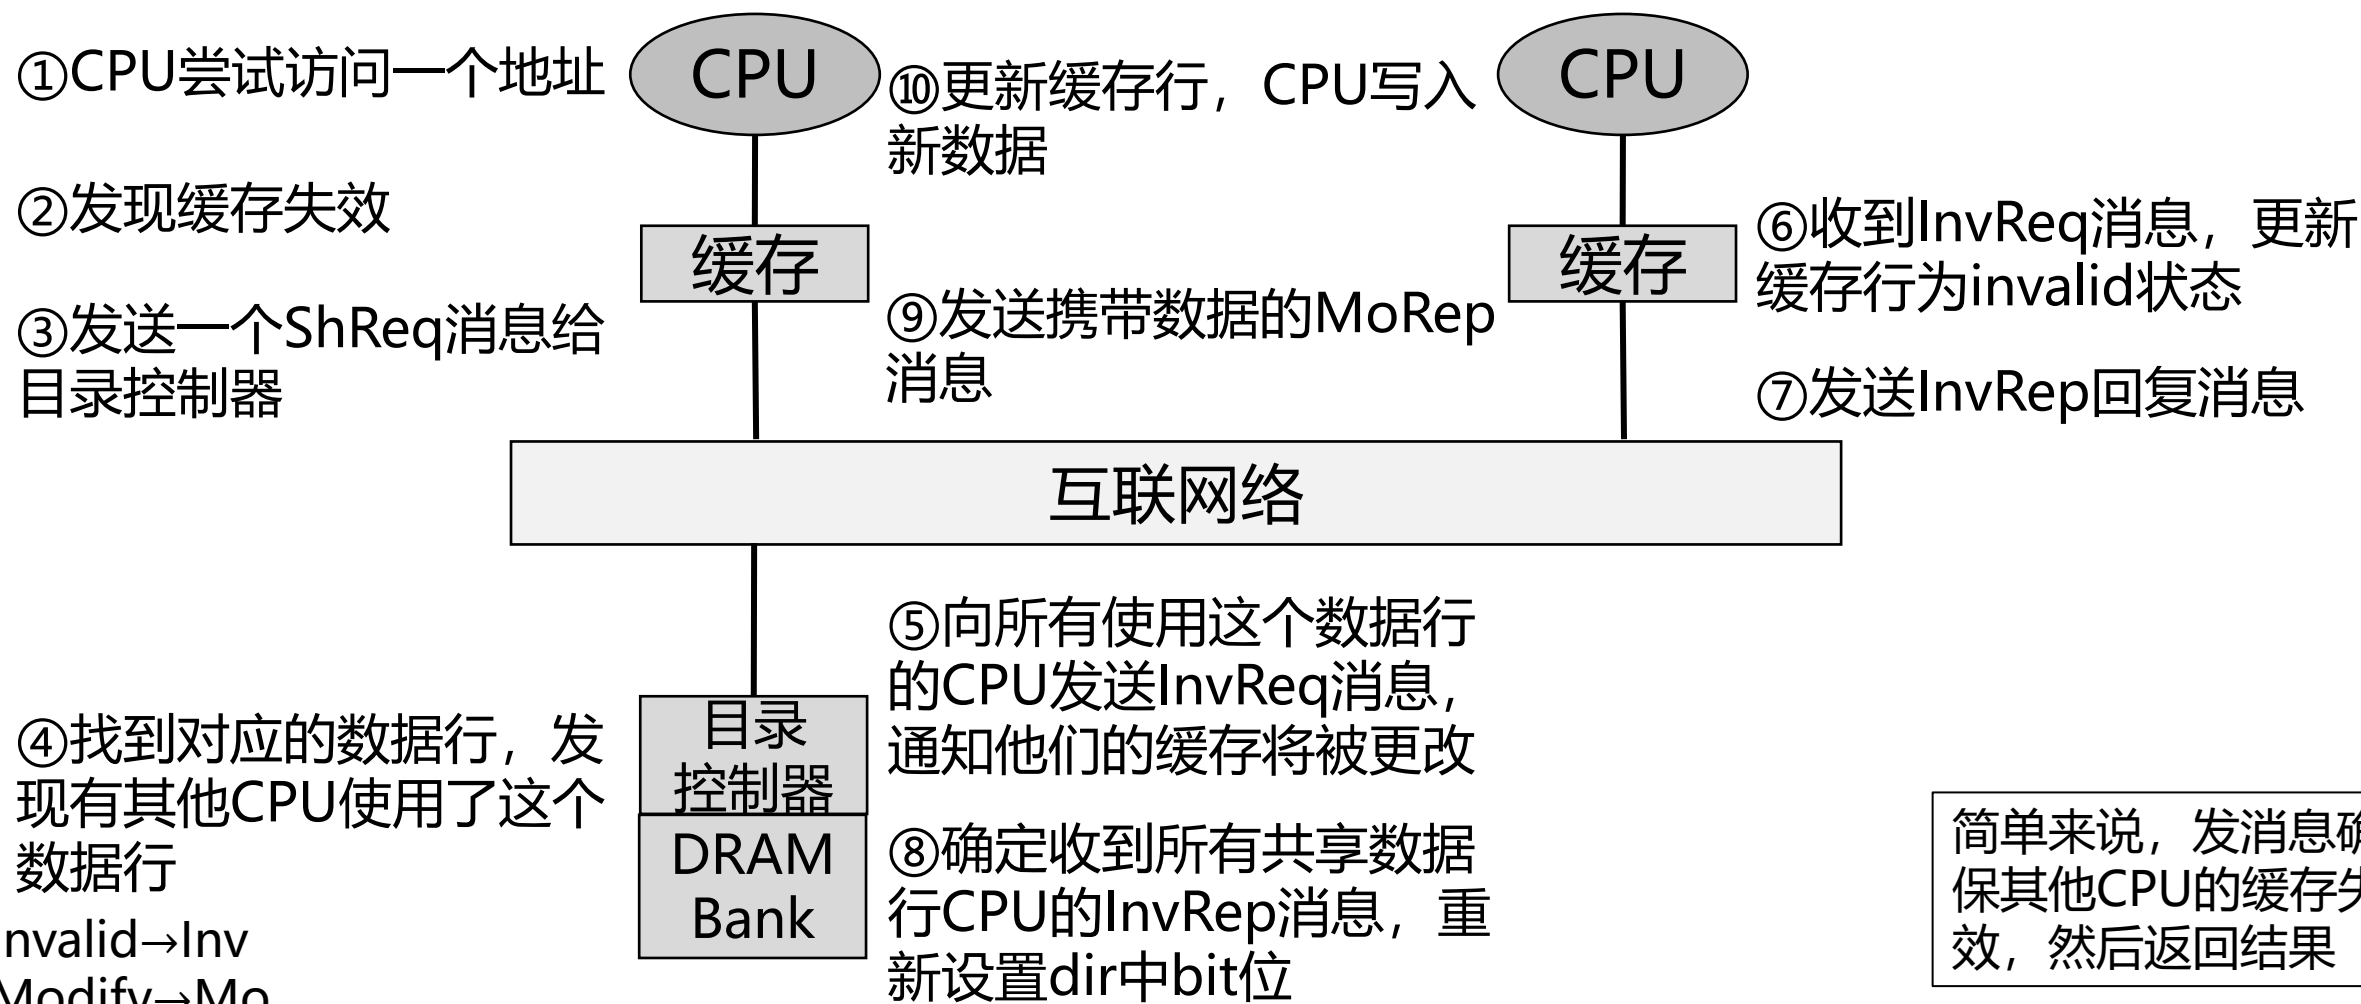 ①CPU尝试访问一个地址
②发现缓存失效
③发送一个ShReq消息给
目录控制器
CPU
缓存
⑩更新缓存行，CPU写入
新数据
⑨发送携带数据的MoRep
消息
CPU
缓存
⑥收到InvReq消息，更新
缓存行为invalid状态
⑦发送InvRep回复消息
互联网络
④找到对应的数据行，发
现有其他CPU使用了这个
数据行
nvalid→Inv
Modify→Mo
目录
控制器
DRAM
Bank
⑤向所有使用这个数据行
的CPU发送InvReq消息，
通知他们的缓存将被更改
⑧确定收到所有共享数据
行CPU的InvRep消息，重
新设置dir中bit位
简单来说，发消息确
保其他CPU的缓存失
效，然后返回结果